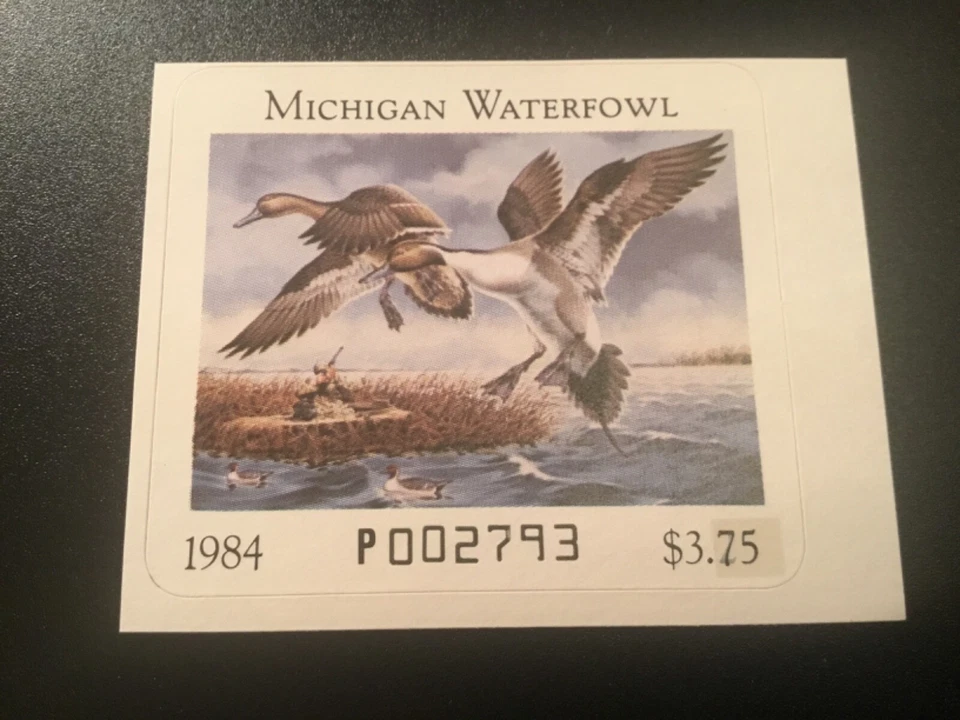 MICHIGAN WATERFOWL
1984 P002793 $3.75